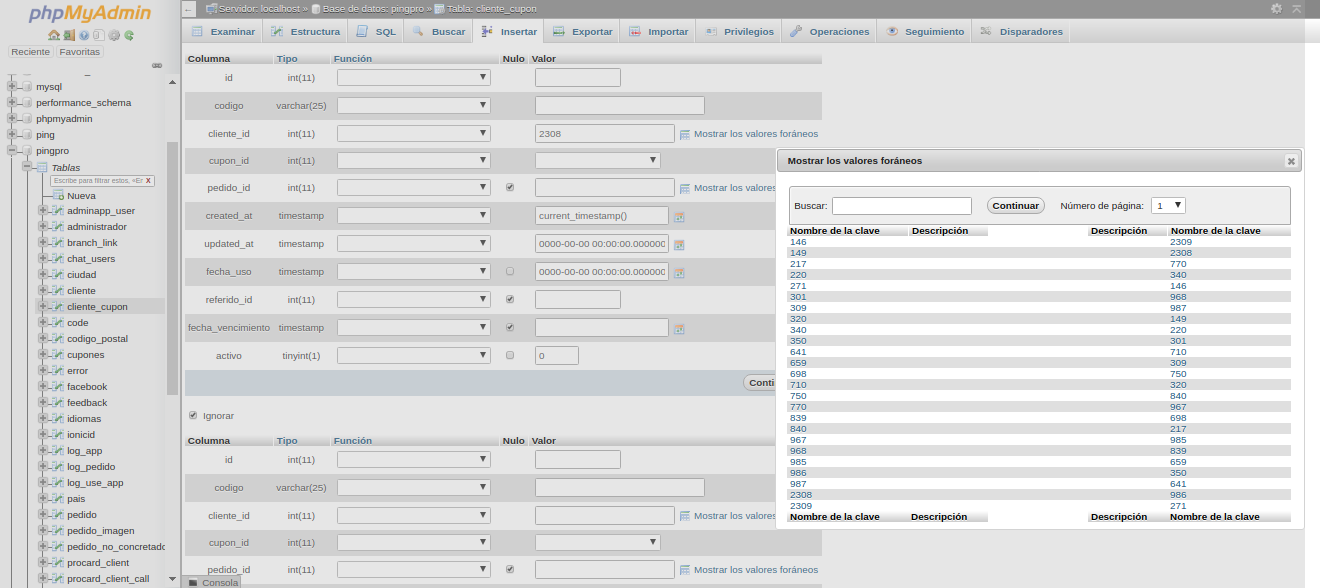 phpMyAdmin
Reciente Favoritas
mysql
performance_schema
phpmyadmin
ping
pingpro
Tablas
Escribe para filtrar estos, «Er X
Nueva
adminapp_user
administrador
branch_link
chat_users
ciudad
cliente
cliente_cupon
code
codigo_postal
cupones
error
facebook
feedback
idiomas
ionicid
log_app
log_pedido
log_use_app
pais
pedido
pedido_imagen
pedido_no_concretado
procard_client
procard_client_call
Servidor: localhost » Base de datos: pingpro » Tabla: cliente_cupon
Examinar Estructura SQL Buscar Insertar Exportar Importar Privilegios Operaciones Seguimiento Disparadores
Columna Tipo Función Nulo Valor
id int(11)
codigo varchar(25)
cliente_id int(11) 2308 Mostrar los valores foráneos
cupon_id int(11)
pedido_id int(11) Mostrar los valores
created_at timestamp current_timestamp()
updated_at timestamp 0000-00-00 00:00:00.000000
fecha_uso timestamp 0000-00-00 00:00:00.000000
referido_id int(11)
fecha_vencimiento timestamp
activo tinyint(1) 0
Conti
Ignorar
Columna Tipo Función Nulo Valor
id int(11)
codigo varchar(25)
cliente_id int(11) Mostrar los valores
cupon_id int(11)
pedido_id int(11) Mostrar los valores foráneos
Consola
Mostrar los valores foráneos
Buscar: Continuar Número de página: 1
Nombre de la clave Descripción Descripción Nombre de la clave
146 2309
149 2308
217 770
220 340
271 146
301 968
309 987
320 149
340 220
350 301
641 710
659 309
698 750
710 320
750 840
770 967
839 698
840 217
967 985
968 839
985 659
986 350
987 641
2308 986
2309 271
Nombre de la clave Descripción Descripción Nombre de la clave